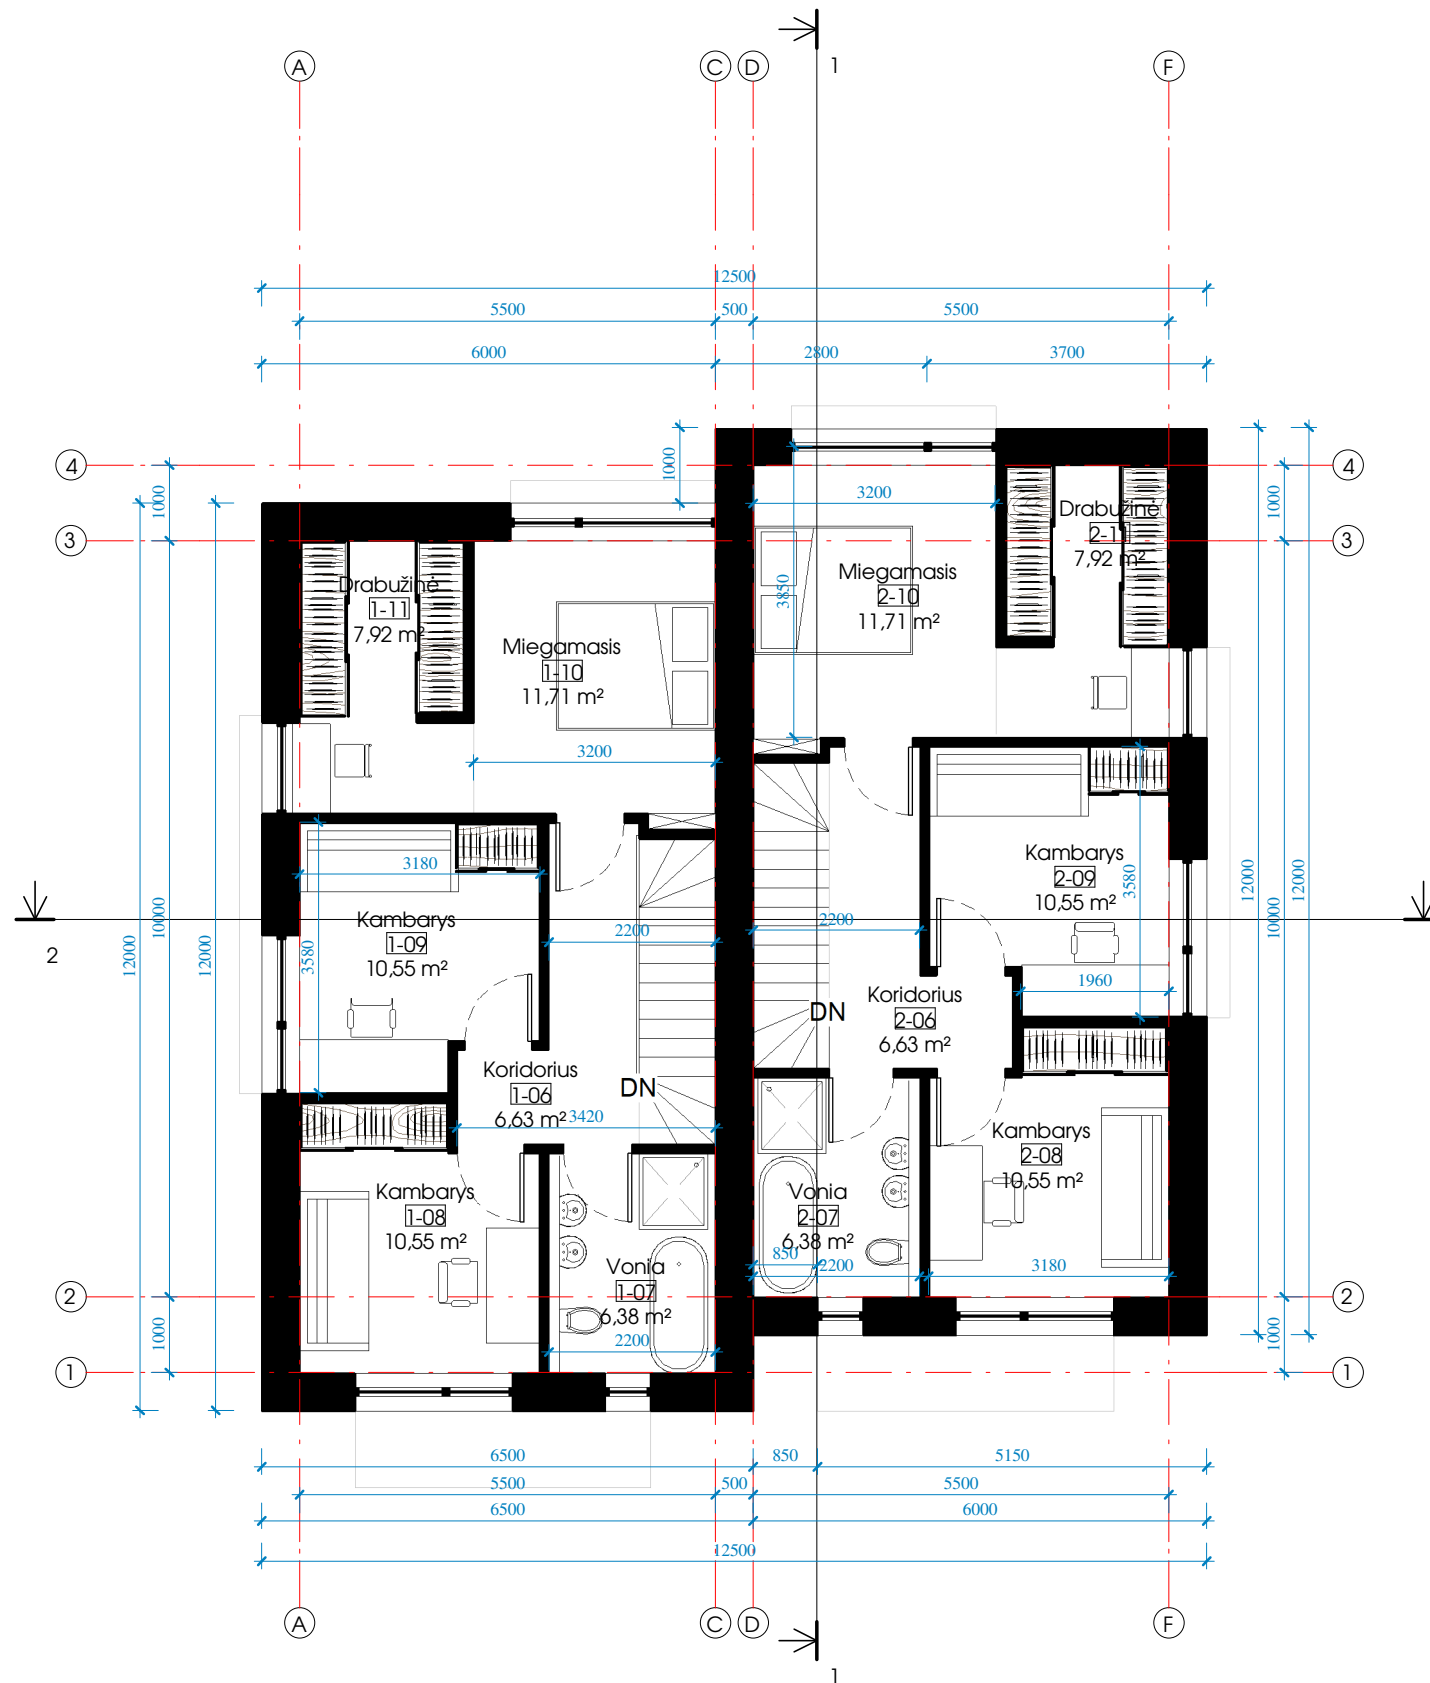 A
C
D
F
1
12500
5500
500
5500
6000
2800
3700
4
3
2
1
4
3
2
1
1000
10000
1000
12000
12000
1000
1000
10000
1000
12000
12000
Drabužinė
1-11
7,92 m²
Miegamasis
1-10
11,71 m²
3200
Kambarys
1-09
10,55 m²
3180
3580
2200
Koridorius
1-06
6,63 m²
3420
DN
Kambarys
1-08
10,55 m²
Vonia
1-07
6,38 m²
2200
3200
3850
Miegamasis
2-10
11,71 m²
Drabužinė
2-11
7,92 m²
Kambarys
2-09
10,55 m²
3580
1960
2200
Koridorius
2-06
6,63 m²
DN
Kambarys
2-08
10,55 m²
Vonia
2-07
6,38 m²
850
2200
3180
2
6500
850
5150
5500
500
5500
6500
6000
12500
A
C
D
F
1